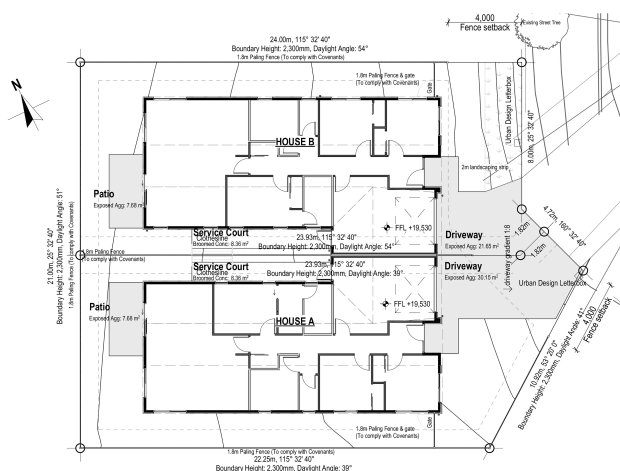 4,000
Fence setback
Existing Street Tree
24.00m, 115° 32' 40"
Boundary Height: 2,300mm, Daylight Angle: 54°
1.8m Paling Fence (To comply with Covenants)
1.8m Paling Fence & gate
(To comply with Covenants)
Gate
Urban Design Letterbox
8.00m, 25° 32' 40"
N
HOUSE B
2m landscaping strip
Patio
Exposed Agg: 7.68 m²
4.72m, 160° 32' 40"
1.82m
1.82m
Service Court
Clothesline
Broomed Conc: 8.36 m²
23.93m, 115° 32' 40"
Boundary Height: 2,300mm, Daylight Angle: 54°
FFL +19,530
Driveway
Exposed Agg: 21.65 m²
driveway gradient 1:8
21.00m, 25° 32' 40"
Boundary Height: 2,300mm, Daylight Angle: 51°
1.8m Paling Fence (To comply with Covenants)
1.8m Paling Fence
(To comply with Covenants)
Service Court
Clothesline
Broomed Conc: 8.36 m²
23.93m, 115° 32' 40"
Boundary Height: 2,300mm, Daylight Angle: 39°
Driveway
Exposed Agg: 30.15 m²
Urban Design Letterbox
Patio
Exposed Agg: 7.68 m²
FFL +19,530
HOUSE A
4,000
Fence setback
10.92m, 53° 20' 0"
Boundary Height: 2,300mm, Daylight Angle: 41°
1.8m Paling Fence & gate
(To comply with Covenants)
Gate
1.8m Paling Fence (To comply with Covenants)
22.25m, 115° 32' 40"
Boundary Height: 2,300mm, Daylight Angle: 39°